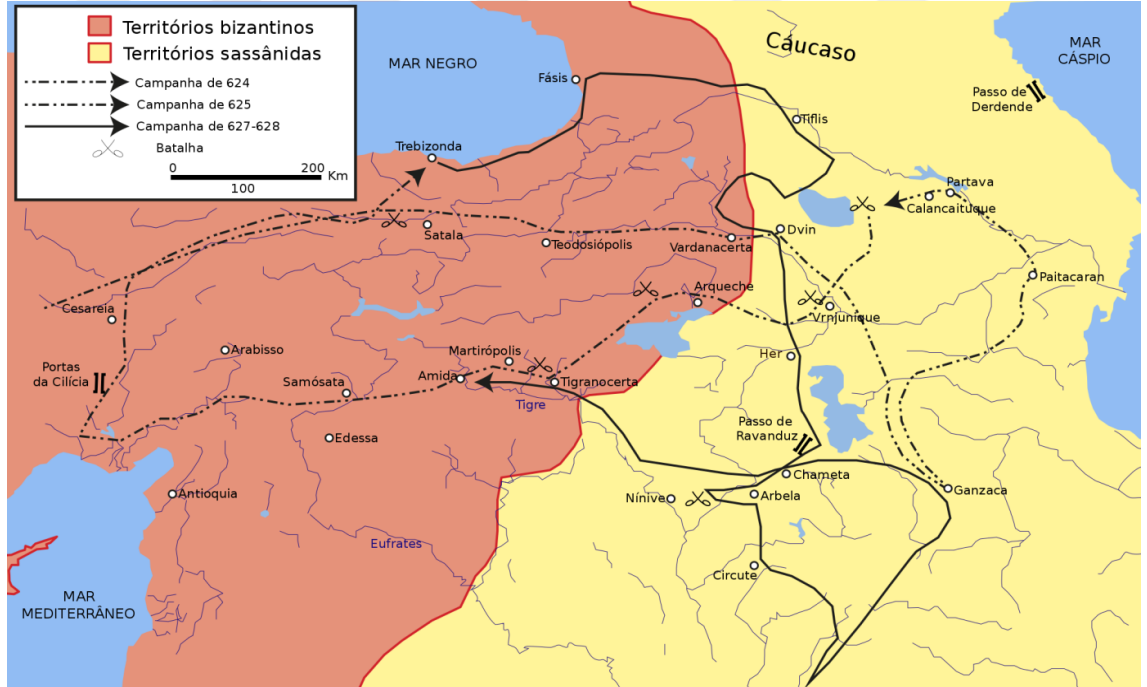 Territórios bizantinos
Territórios sassânidas
Campanha de 624
Campanha de 625
Campanha de 627-628
Batalha
0
200
Km
100
MAR NEGRO
Cáucaso
MAR
CÁSPIO
Fásis
Passo de
Derdende
Tiflis
Trebizonda
Partava
Calancaituque
Satala
Dvin
Teodosiópolis
Vardanacerta
Paitacaran
Arqueche
Cesareia
Vrnjunique
Arabisso
Martirópolis
Her
Portas
da Cilícia
Samósata
Amida
Tigranocerta
Tigre
Passo de
Ravanduz
Edessa
Chameta
Antioquia
Nínive
Arbela
Ganzaca
Eufrates
Circute
MAR
MEDITERRÂNEO